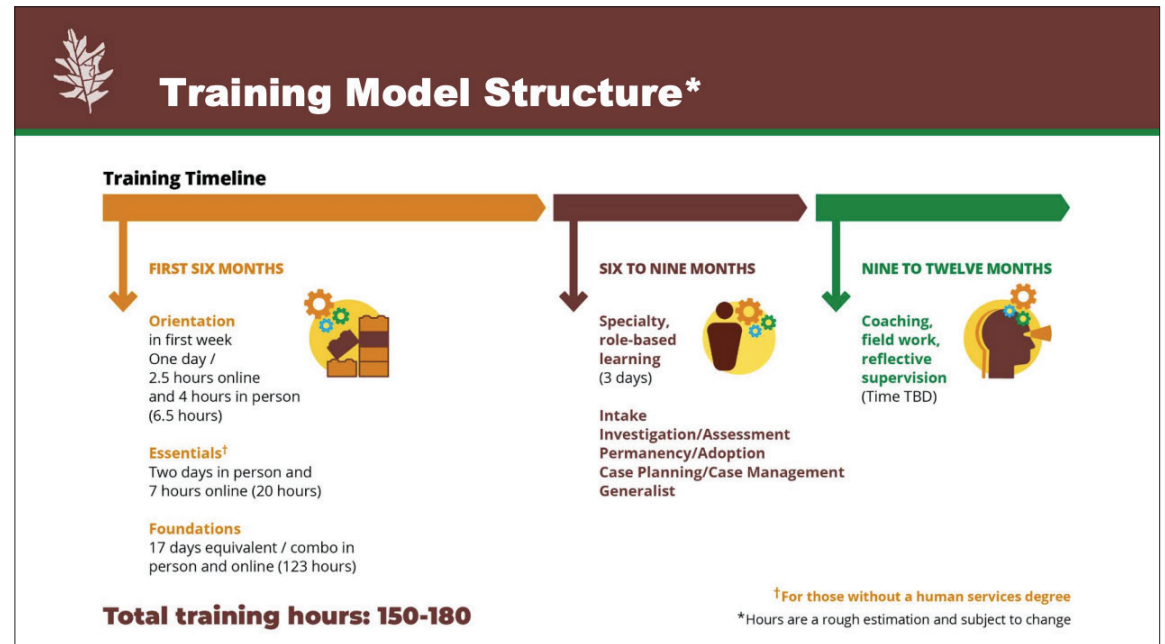 Training Model Structure*
Training Timeline
FIRST SIX MONTHS
Orientation
in first week
One day /
2.5 hours online
and 4 hours in person
(6.5 hours)
Essentials†
Two days in person and
7 hours online (20 hours)
Foundations
17 days equivalent / combo in
person and online (123 hours)
SIX TO NINE MONTHS
Specialty,
role-based
learning
(3 days)
Intake
Investigation/Assessment
Permanency/Adoption
Case Planning/Case Management
Generalist
NINE TO TWELVE MONTHS
Coaching,
field work,
reflective
supervision
(Time TBD)
Total training hours: 150-180
†For those without a human services degree
*Hours are a rough estimation and subject to change